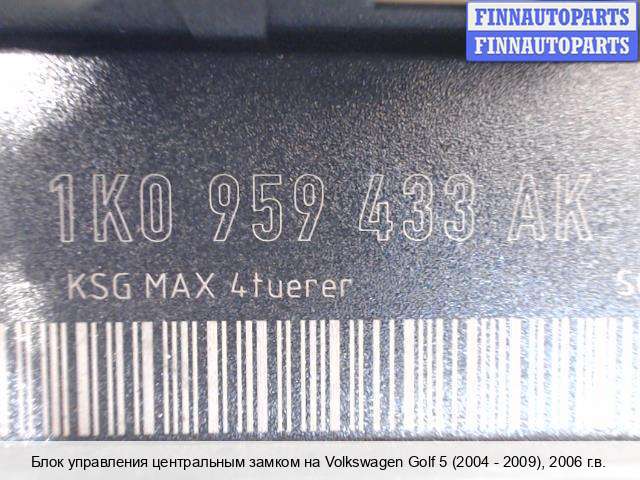 FINNAUTOPARTS
FINNAUTOPARTS
1K0 959 433 AK
KSG MAX 4tuerer
Блок управления центральным замком на Volkswagen Golf 5 (2004 - 2009), 2006 г.в.